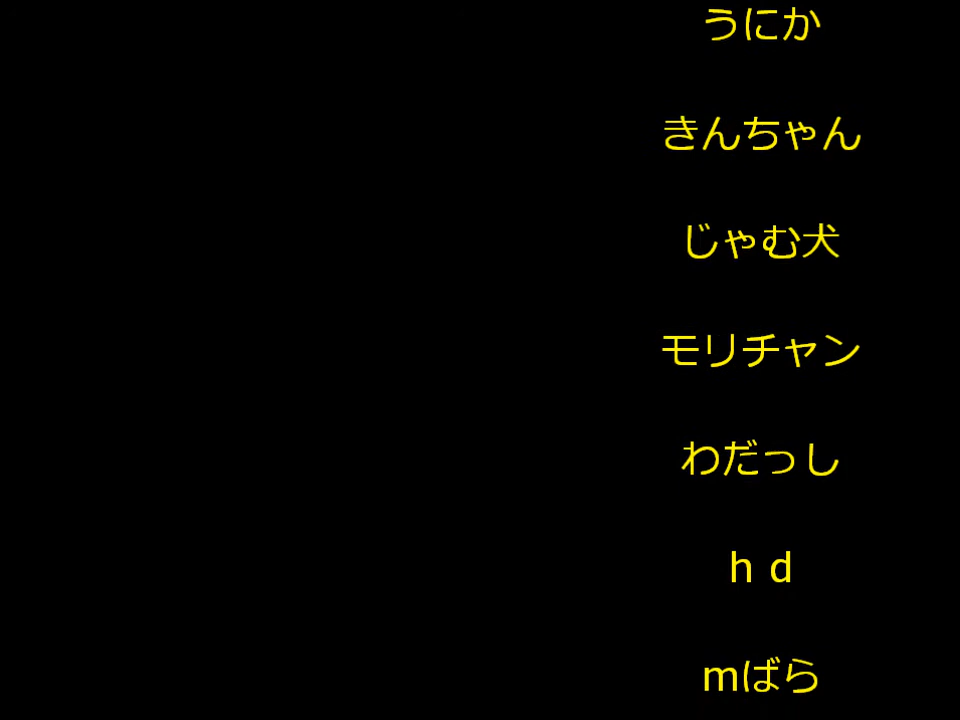 うにか
きんちゃん
じゃむ犬
モリチャン
わだっし
ｈｄ
mばら